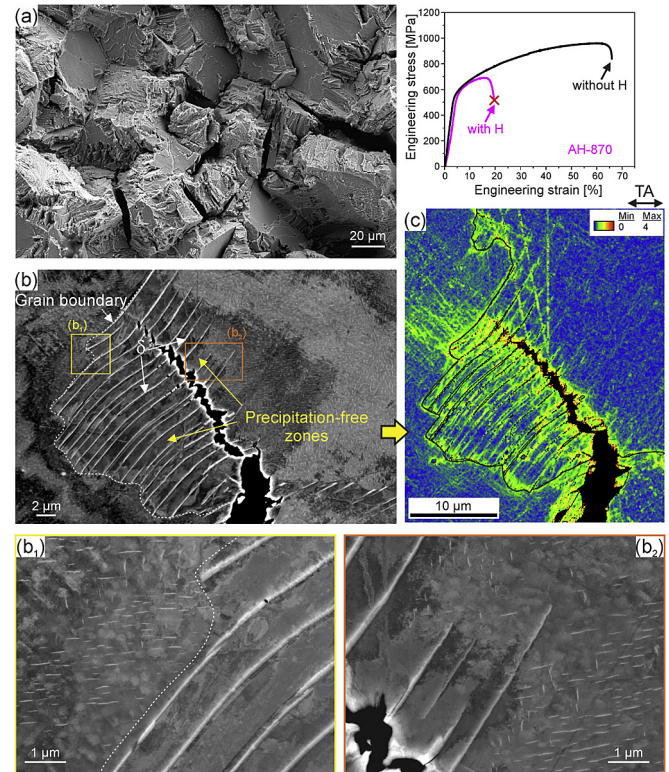 (a)
20 µm
1200
1000
800
600
400
200
0
Engineering stress [MPa]
without H
with H
AH-870
0 10 20 30 40 50 60 70
Engineering strain [%]
TA
(b)
Grain boundary
(b₁)
δ
(b₂)
Precipitation-free
zones
2 µm
(c)
Min Max
0 4
10 µm
(b₁)
1 µm
(b₂)
1 µm